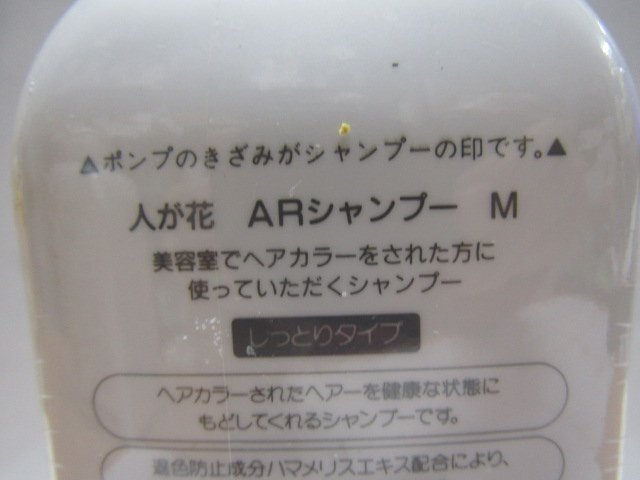 ▲ポンプのきざみがシャンプーの印です。▲
人が花 ARシャンプー M
美容室でヘアカラーをされた方に
使っていただくシャンプー
しっとりタイプ
ヘアカラーされたヘアーを健康な状態に
もどしてくれるシャンプーです。
退色防止成分ハマメリスエキス配合により、